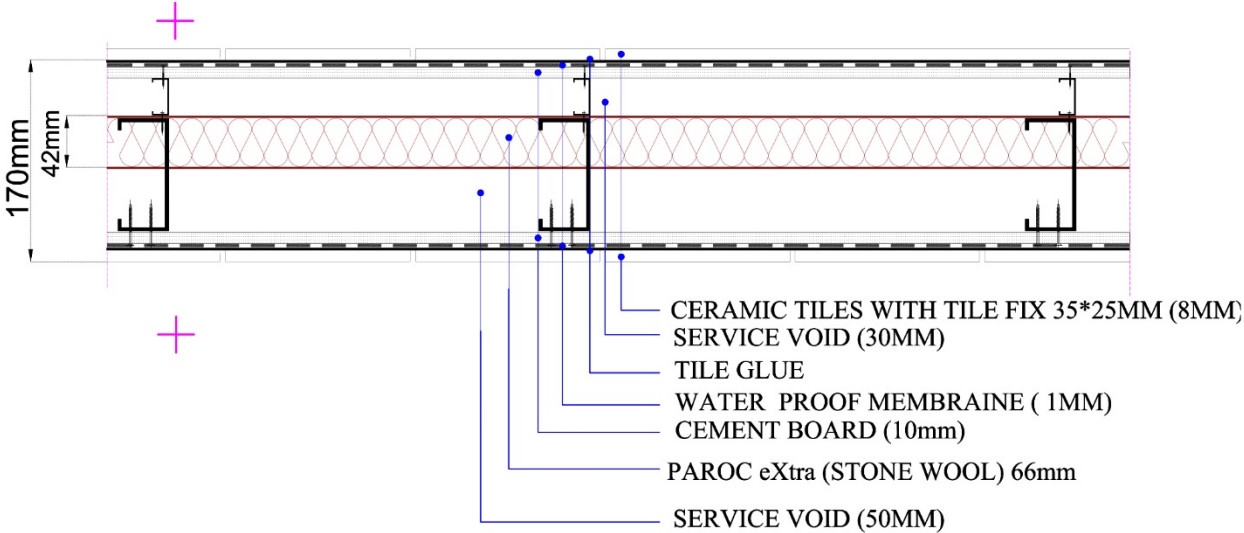 170mm
42mm
CERAMIC TILES WITH TILE FIX 35*25MM (8MM)
SERVICE VOID (30MM)
TILE GLUE
WATER PROOF MEMBRAINE ( 1MM)
CEMENT BOARD (10mm)
PAROC eXtra (STONE WOOL) 66mm
SERVICE VOID (50MM)